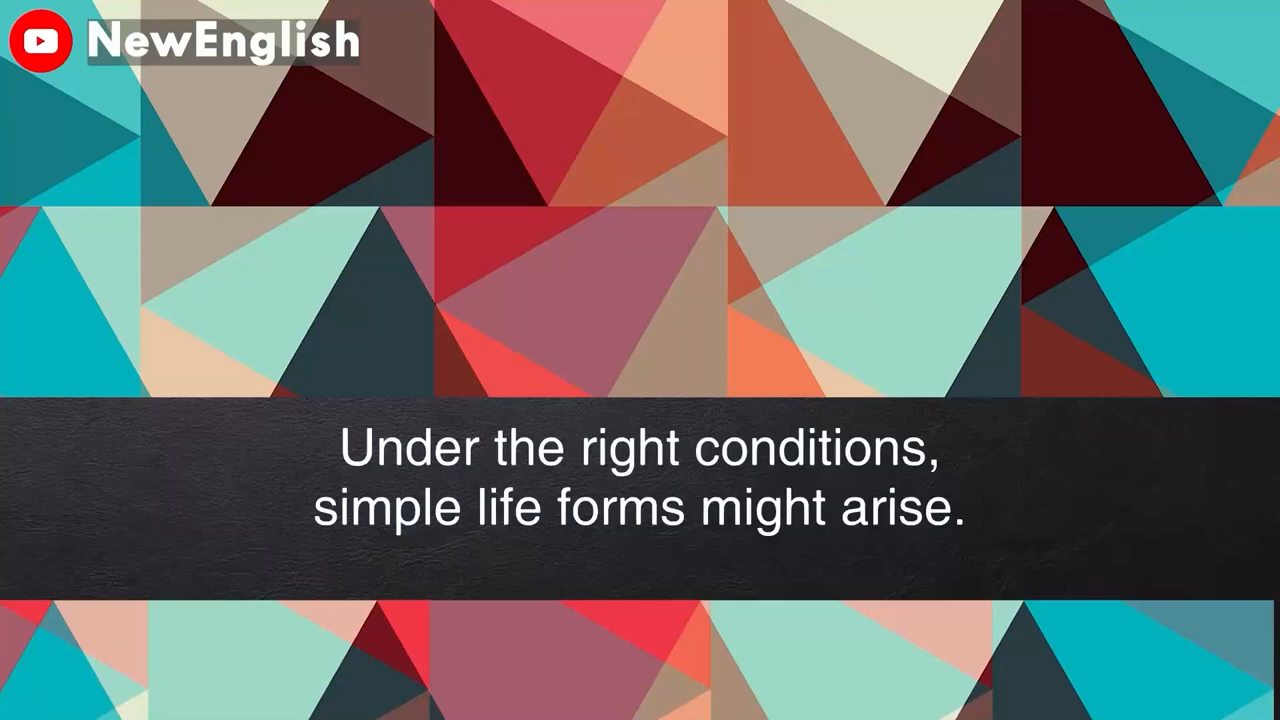 NewEnglish
Under the right conditions,
simple life forms might arise.